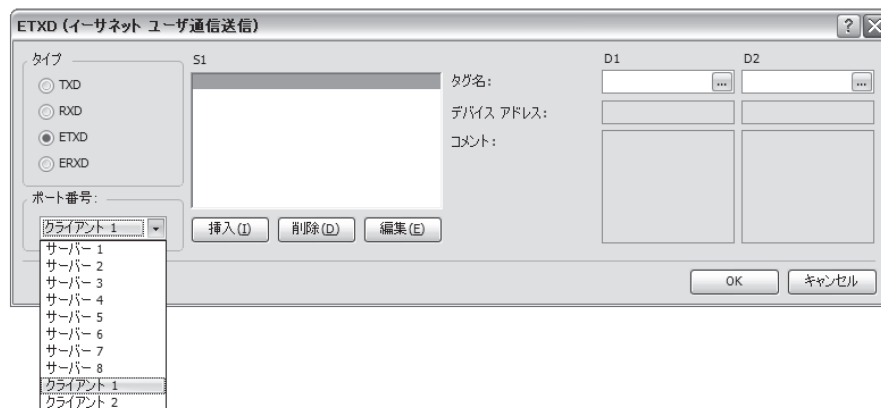 ETXD (イーサネット ユーザ通信送信)
タイプ
TXD
RXD
ETXD
ERXD
ポート番号:
クライアント 1
サーバー 1
サーバー 2
サーバー 3
サーバー 4
サーバー 5
サーバー 6
サーバー 7
サーバー 8
クライアント 1
クライアント 2
S1
挿入(I)
削除(D)
編集(E)
タグ名:
デバイス アドレス:
コメント:
D1
...
D2
...
OK
キャンセル